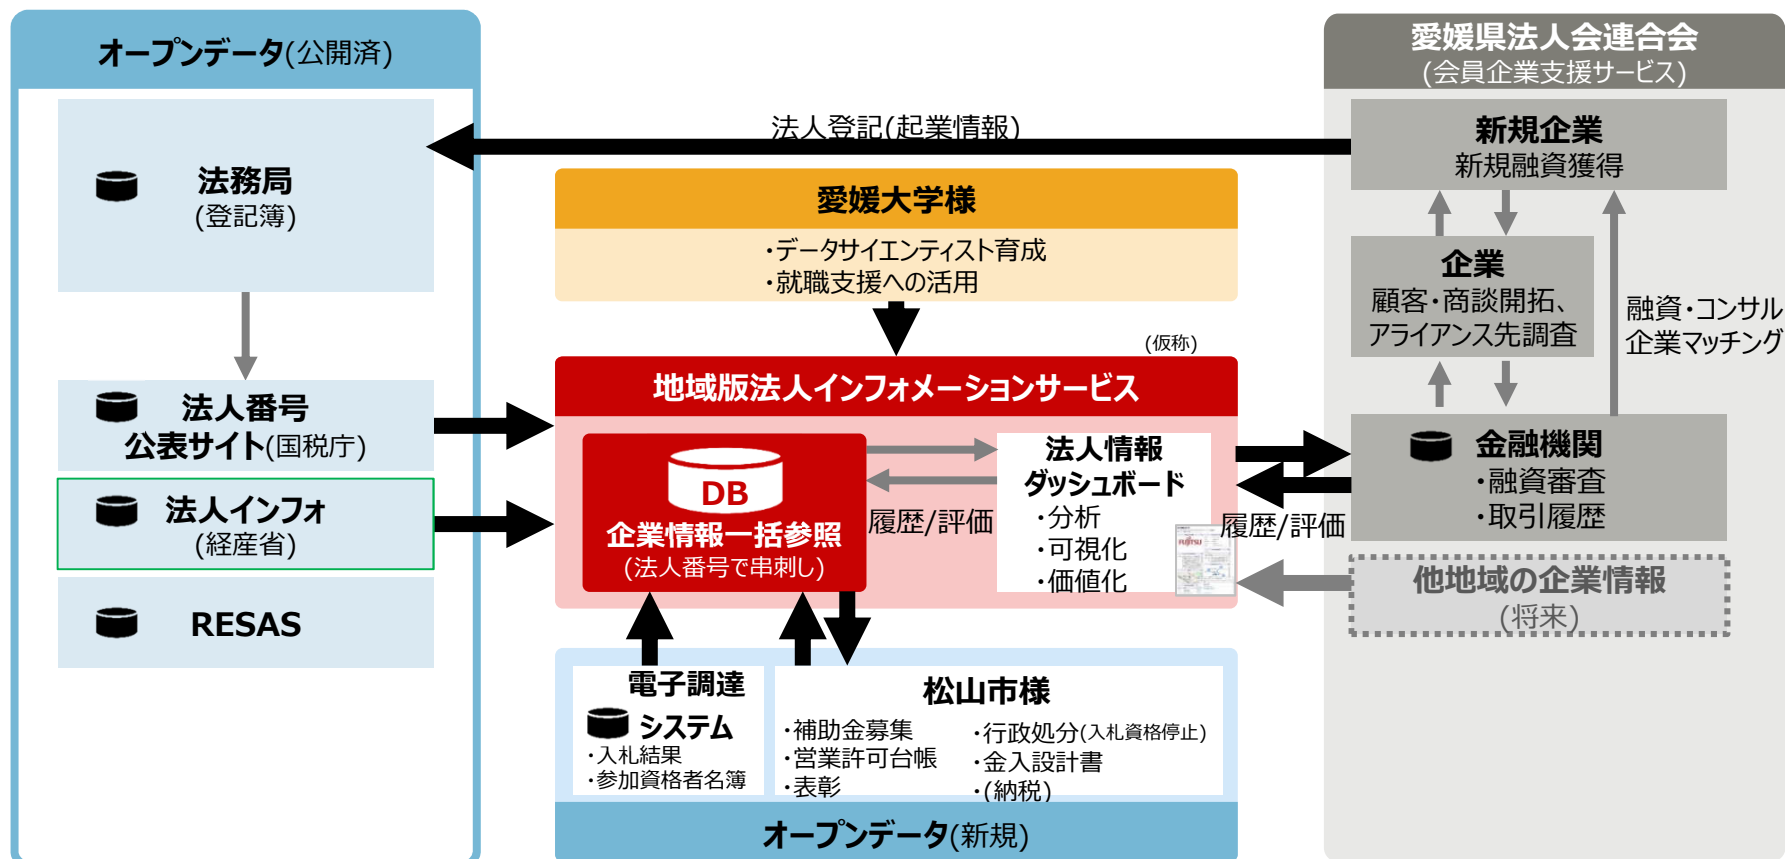 オープンデータ(公開済)
法務局
(登記簿)
法人番号
公表サイト(国税庁)
法人インフォ
(経産省)
RESAS
法人登記(起業情報)
愛媛大学様
・データサイエンティスト育成
・就職支援への活用
(仮称)
地域版法人インフォメーションサービス
DB
企業情報一括参照
(法人番号で串刺し)
履歴/評価
法人情報
ダッシュボード
・分析
・可視化
・価値化
FUJITSU
履歴/評価
電子調達
システム
・入札結果
・参加資格者名簿
松山市様
・補助金募集
・営業許可台帳
・表彰
・行政処分(入札資格停止)
・金入設計書
・(納税)
オープンデータ(新規)
愛媛県法人会連合会
(会員企業支援サービス)
新規企業
新規融資獲得
企業
顧客・商談開拓、
アライアンス先調査
融資・コンサル
企業マッチング
金融機関
・融資審査
・取引履歴
他地域の企業情報
(将来)